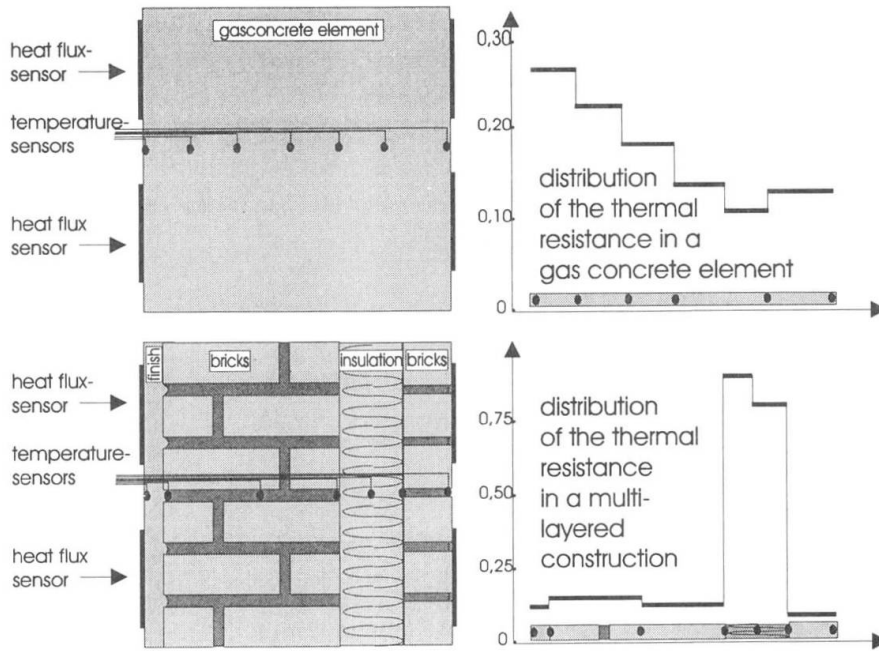 gasconcrete element
heat flux-
sensor
temperature-
sensors
heat flux
sensor
0,30
0,20
0,10
0
distribution
of the thermal
resistance in a
gas concrete element
finish
bricks
insulation
bricks
heat flux-
sensor
temperature-
sensors
heat flux
sensor
0,75
0,50
0,25
0
distribution
of the thermal
resistance
in a multi-
layered
construction